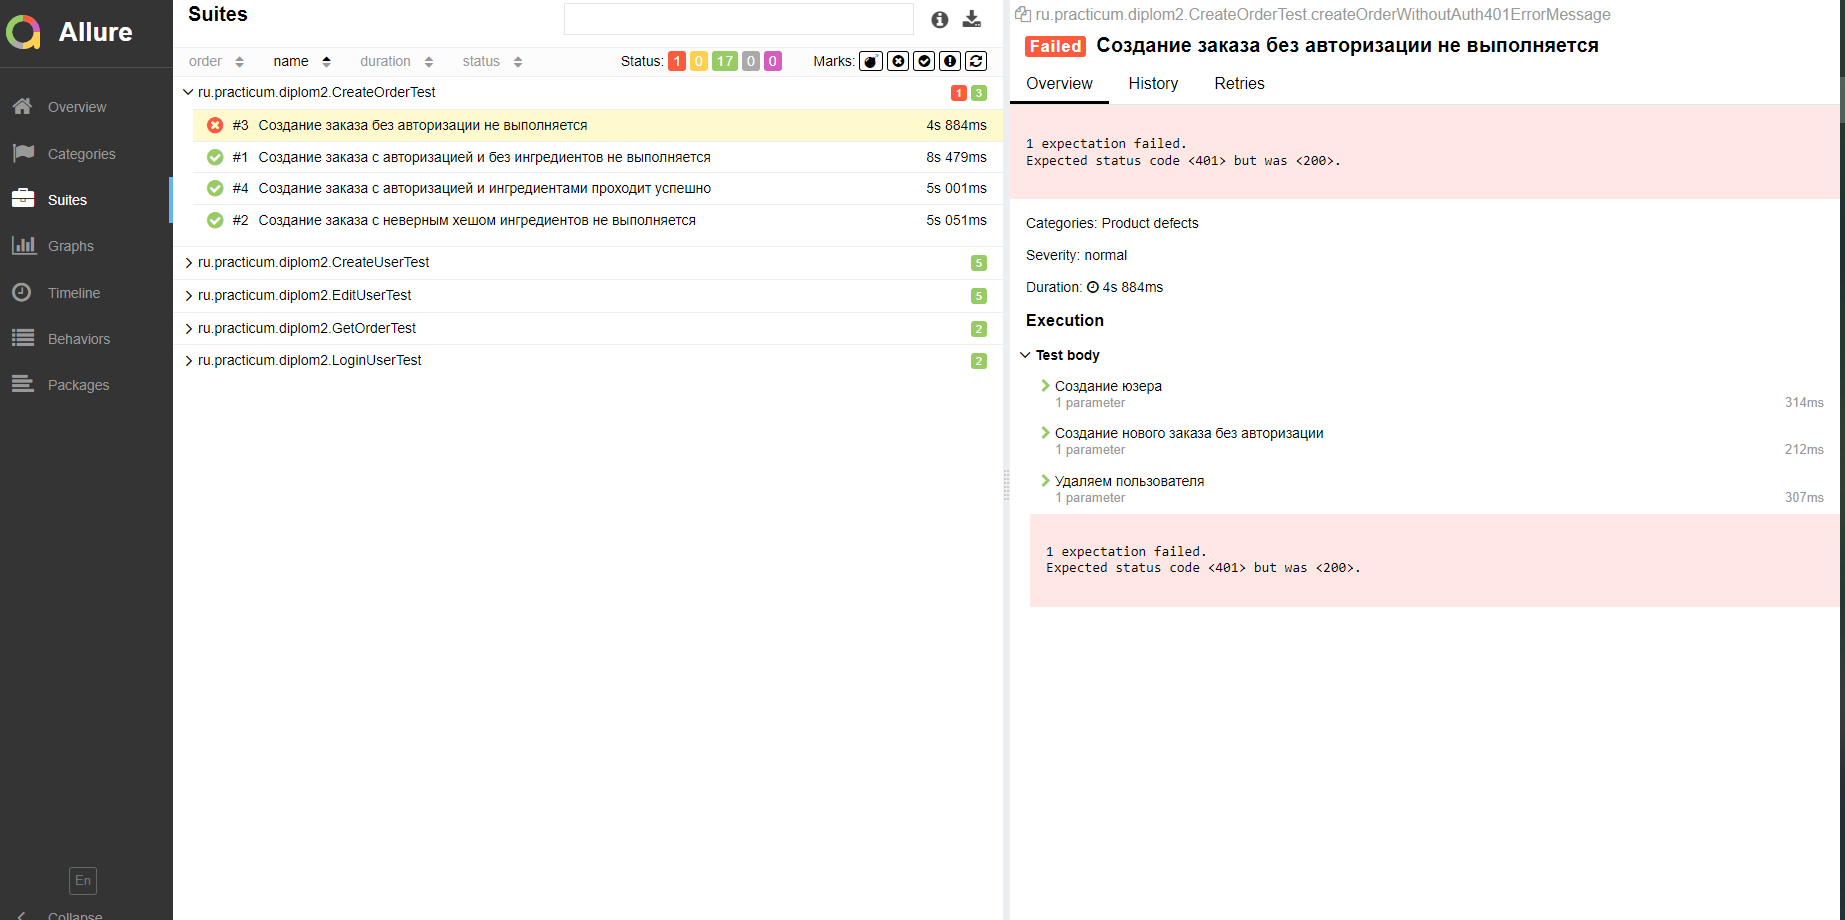 Allure
Overview
Categories
Suites
Graphs
Timeline
Behaviors
Packages
En
Collapse
Suites
order name duration status Status: 1 0 17 0 0 Marks:
ru.practicum.diplom2.CreateOrderTest 1 3
#3 Создание заказа без авторизации не выполняется 4s 884ms
#1 Создание заказа с авторизацией и без ингредиентов не выполняется 8s 479ms
#4 Создание заказа с авторизацией и ингредиентами проходит успешно 5s 001ms
#2 Создание заказа с неверным хешом ингредиентов не выполняется 5s 051ms
ru.practicum.diplom2.CreateUserTest 5
ru.practicum.diplom2.EditUserTest 5
ru.practicum.diplom2.GetOrderTest 2
ru.practicum.diplom2.LoginUserTest 2
ru.practicum.diplom2.CreateOrderTest.createOrderWithoutAuth401ErrorMessage
Failed Создание заказа без авторизации не выполняется
Overview History Retries
1 expectation failed.
Expected status code <401> but was <200>.
Categories: Product defects
Severity: normal
Duration: 4s 884ms
Execution
Test body
Создание юзера
1 parameter 314ms
Создание нового заказа без авторизации
1 parameter 212ms
Удаляем пользователя
1 parameter 307ms
1 expectation failed.
Expected status code <401> but was <200>.